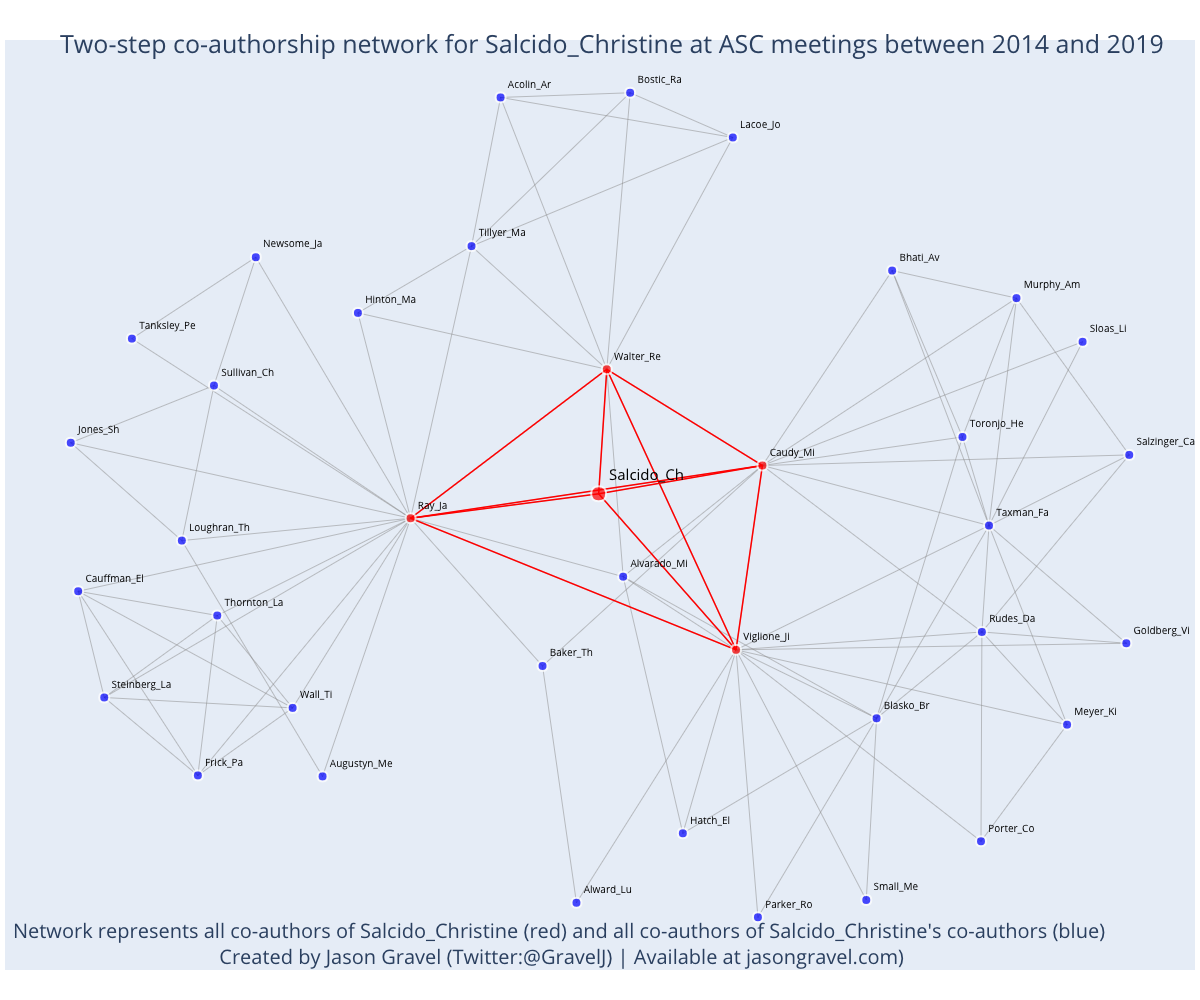 Two-step co-authorship network for Salcido_Christine at ASC meetings between 2014 and 2019
Bostic_Ra
Acolin_Ar
Lacoe_Jo
Tillyer_Ma
Newsome_Ja
Bhati_Av
Murphy_Am
Hinton_Ma
Tanksley_Pe
Sloas_Li
Walter_Re
Sullivan_Ch
Toronjo_He
Jones_Sh
Salzinger_Ca
Caudy_Mi
Salcido_Ch
Ray_Ja
Taxman_Fa
Loughran_Th
Alvarado_Mi
Cauffman_El
Thornton_La
Rudes_Da
Goldberg_Vi
Viglione_Ji
Baker_Th
Steinberg_La
Wall_Ti
Blasko_Br
Meyer_Ki
Frick_Pa
Augustyn_Me
Hatch_El
Porter_Co
Small_Me
Alward_Lu
Parker_Ro
Network represents all co-authors of Salcido_Christine (red) and all co-authors of Salcido_Christine's co-authors (blue)
Created by Jason Gravel (Twitter:@GravelJ) | Available at jasongravel.com)